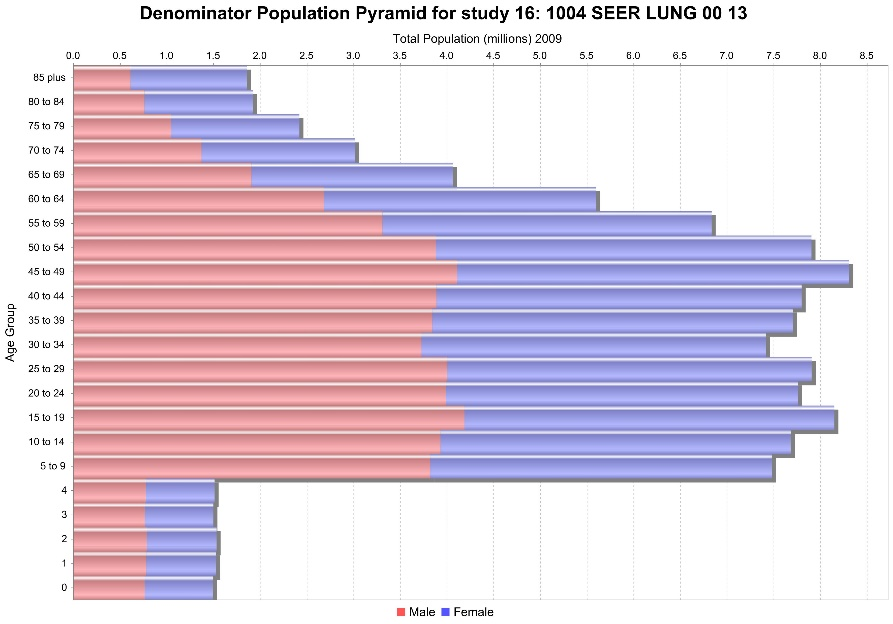 Denominator Population Pyramid for study 16: 1004 SEER LUNG 00 13
Total Population (millions) 2009
0.0 0.5 1.0 1.5 2.0 2.5 3.0 3.5 4.0 4.5 5.0 5.5 6.0 6.5 7.0 7.5 8.0 8.5
Age Group
85 plus
80 to 84
75 to 79
70 to 74
65 to 69
60 to 64
55 to 59
50 to 54
45 to 49
40 to 44
35 to 39
30 to 34
25 to 29
20 to 24
15 to 19
10 to 14
5 to 9
4
3
2
1
0
Male Female